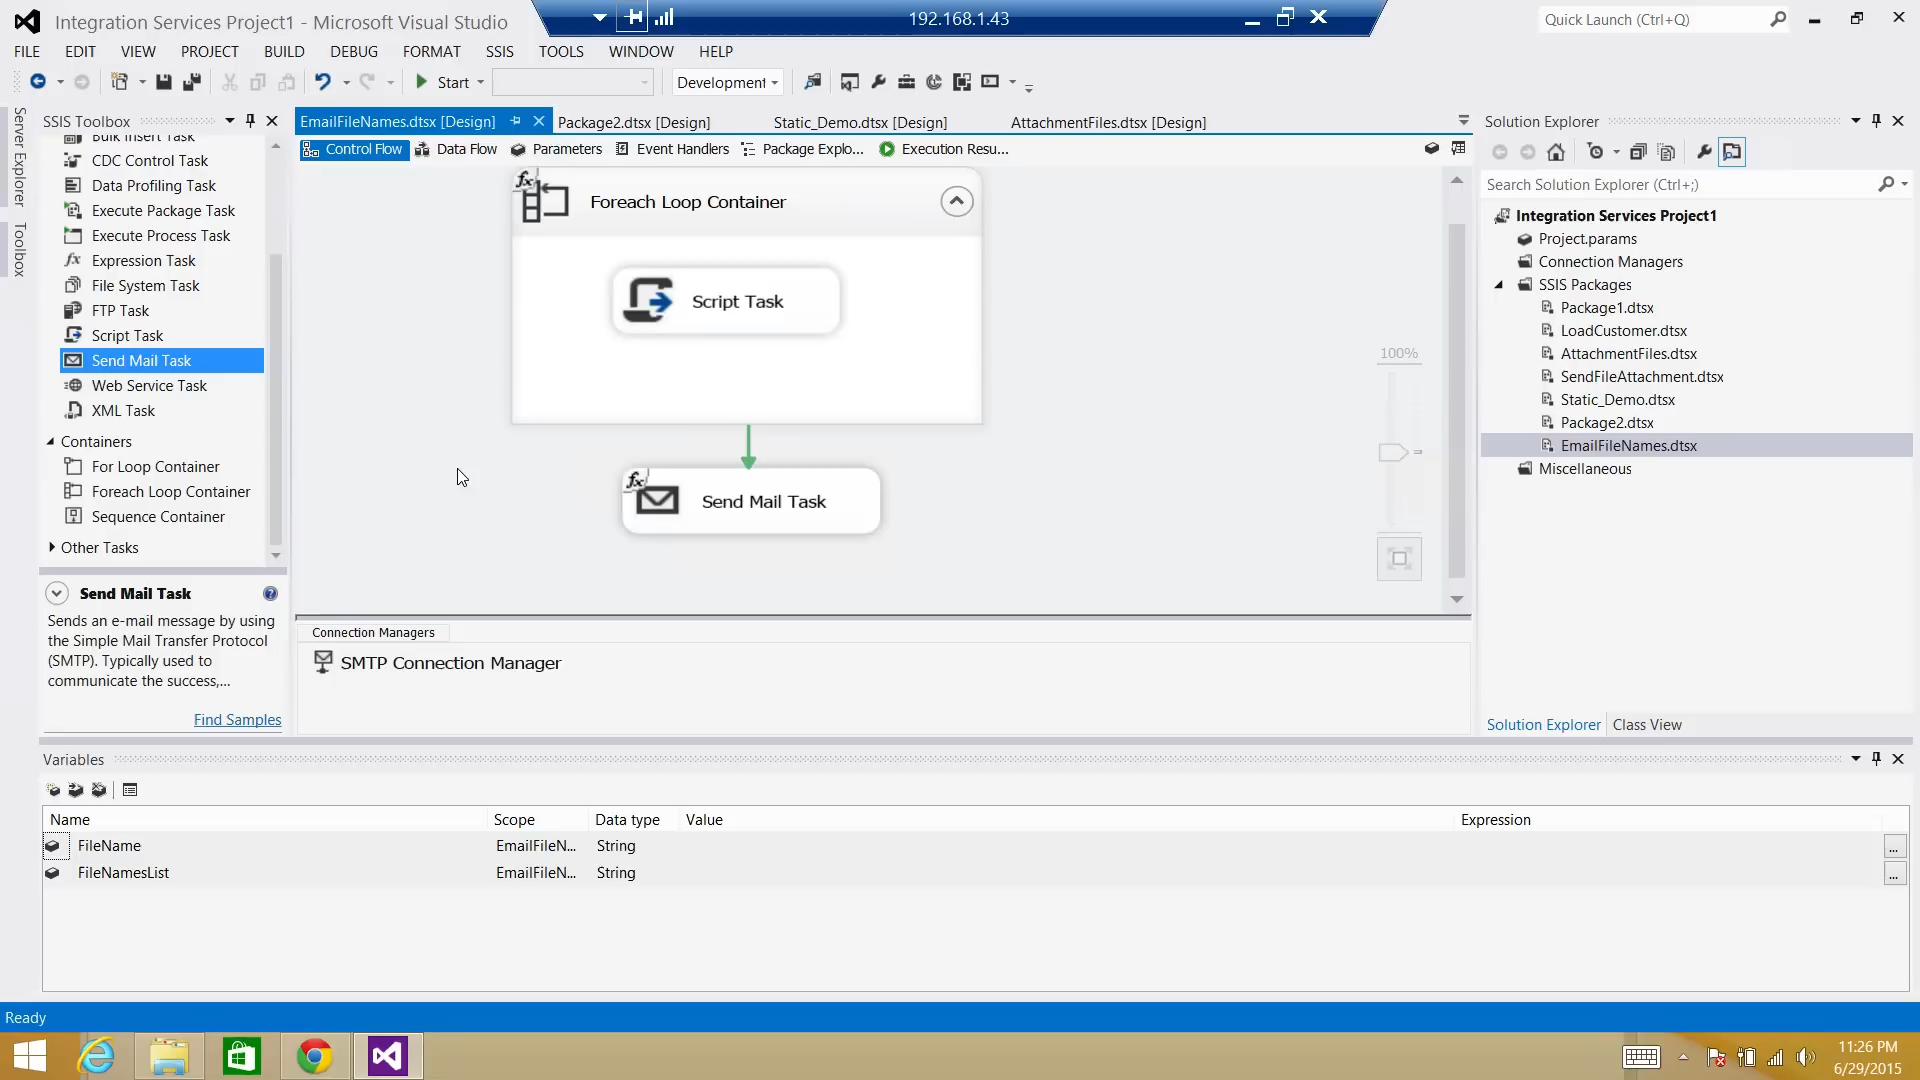 Integration Services Project1 - Microsoft Visual Studio
192.168.1.43
Quick Launch (Ctrl+Q)
FILE EDIT VIEW PROJECT BUILD DEBUG FORMAT SSIS TOOLS WINDOW HELP
Start
Development
Server Explorer
Toolbox
SSIS Toolbox
Bulk Insert Task
CDC Control Task
Data Profiling Task
Execute Package Task
Execute Process Task
Expression Task
File System Task
FTP Task
Script Task
Send Mail Task
Web Service Task
XML Task
Containers
For Loop Container
Foreach Loop Container
Sequence Container
Other Tasks
Send Mail Task
Sends an e-mail message by using
the Simple Mail Transfer Protocol
(SMTP). Typically used to
communicate the success,...
Find Samples
EmailFileNames.dtsx [Design] Package2.dtsx [Design] Static_Demo.dtsx [Design] AttachmentFiles.dtsx [Design]
Control Flow Data Flow Parameters Event Handlers Package Explo... Execution Resu...
fx
Foreach Loop Container
Script Task
fx
Send Mail Task
100%
Connection Managers
SMTP Connection Manager
Solution Explorer
Search Solution Explorer (Ctrl+;)
Integration Services Project1
Project.params
Connection Managers
SSIS Packages
Package1.dtsx
LoadCustomer.dtsx
AttachmentFiles.dtsx
SendFileAttachment.dtsx
Static_Demo.dtsx
Package2.dtsx
EmailFileNames.dtsx
Miscellaneous
Solution Explorer Class View
Variables
Name Scope Data type Value Expression
FileName EmailFileN... String ...
FileNamesList EmailFileN... String ...
Ready
11:26 PM
6/29/2015